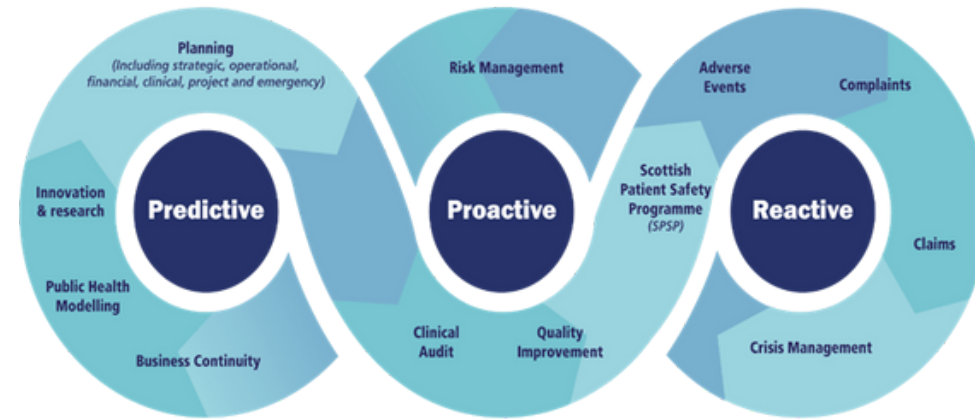 Planning
(Including strategic, operational,
financial, clinical, project and emergency)
Innovation
& research
Predictive
Public Health
Modelling
Business Continuity
Risk Management
Proactive
Clinical
Audit
Quality
Improvement
Scottish
Patient Safety
Programme
(SPSP)
Adverse
Events
Complaints
Reactive
Claims
Crisis Management